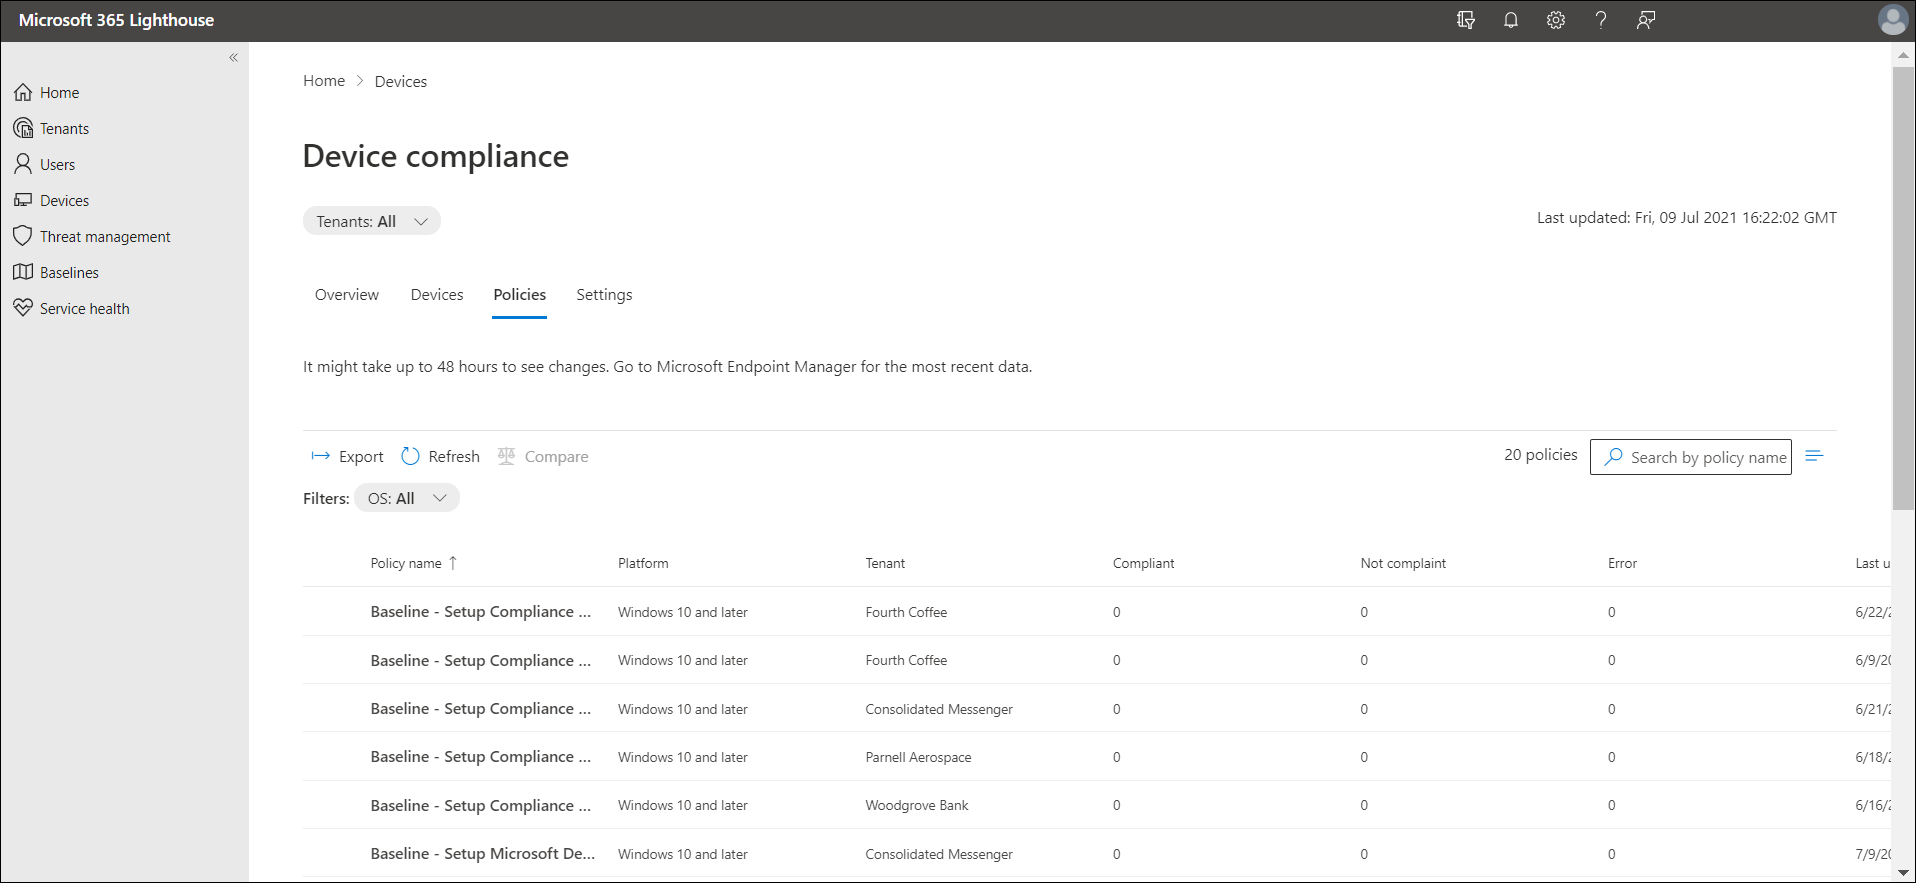 Microsoft 365 Lighthouse
Home
Tenants
Users
Devices
Threat management
Baselines
Service health
Home > Devices
Device compliance
Tenants: All
Last updated: Fri, 09 Jul 2021 16:22:02 GMT
Overview Devices Policies Settings
It might take up to 48 hours to see changes. Go to Microsoft Endpoint Manager for the most recent data.
Export Refresh Compare 20 policies Search by policy name
Filters: OS: All
Policy name ↑ Platform Tenant Compliant Not complaint Error Last u
Baseline - Setup Compliance ... Windows 10 and later Fourth Coffee 0 0 0 6/22/2
Baseline - Setup Compliance ... Windows 10 and later Fourth Coffee 0 0 0 6/9/20
Baseline - Setup Compliance ... Windows 10 and later Consolidated Messenger 0 0 0 6/21/2
Baseline - Setup Compliance ... Windows 10 and later Parnell Aerospace 0 0 0 6/18/2
Baseline - Setup Compliance ... Windows 10 and later Woodgrove Bank 0 0 0 6/16/2
Baseline - Setup Microsoft De... Windows 10 and later Consolidated Messenger 0 0 0 7/9/20